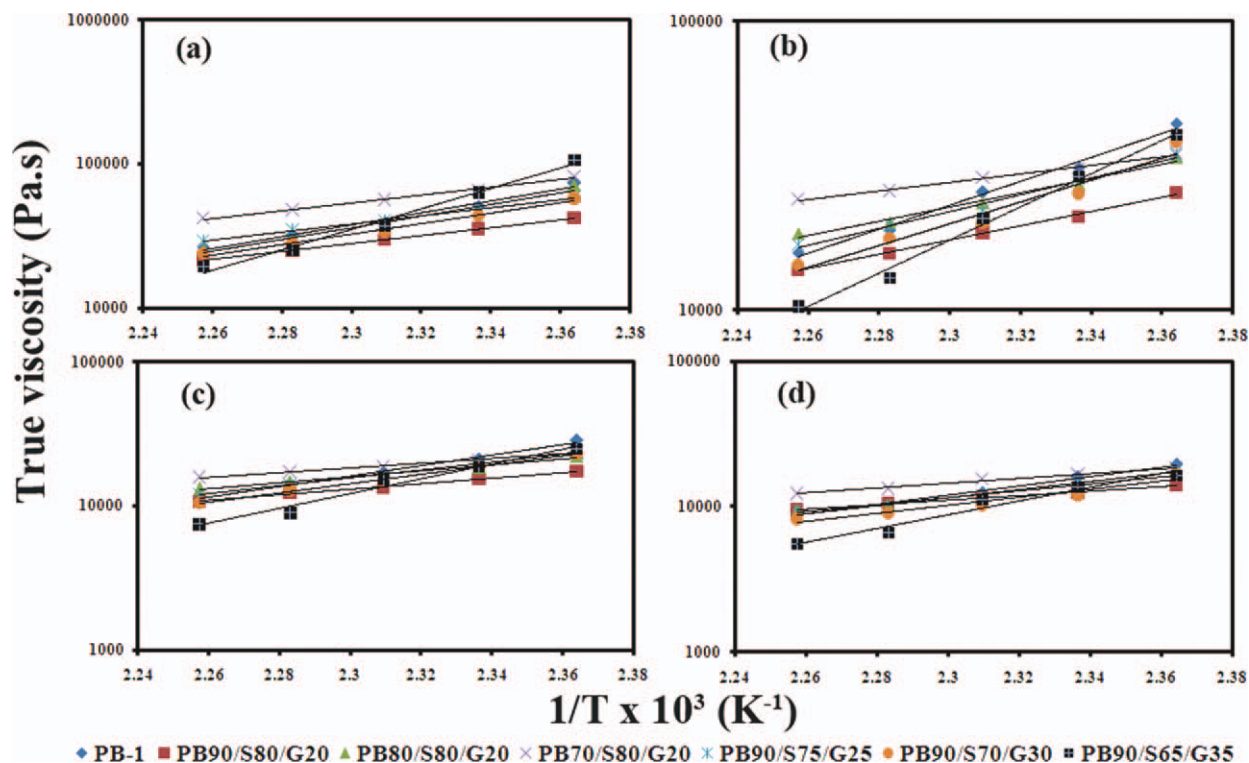 1000000
100000
10000
(a)
2.24 2.26 2.28 2.3 2.32 2.34 2.36 2.38
100000
10000
(b)
2.24 2.26 2.28 2.3 2.32 2.34 2.36 2.38
100000
10000
1000
(c)
2.24 2.26 2.28 2.3 2.32 2.34 2.36 2.38
100000
10000
1000
(d)
2.24 2.26 2.28 2.3 2.32 2.34 2.36 2.38
True viscosity (Pa.s)
1/T x 10³ (K⁻¹)
PB-1 PB90/S80/G20 PB80/S80/G20 PB70/S80/G20 PB90/S75/G25 PB90/S70/G30 PB90/S65/G35